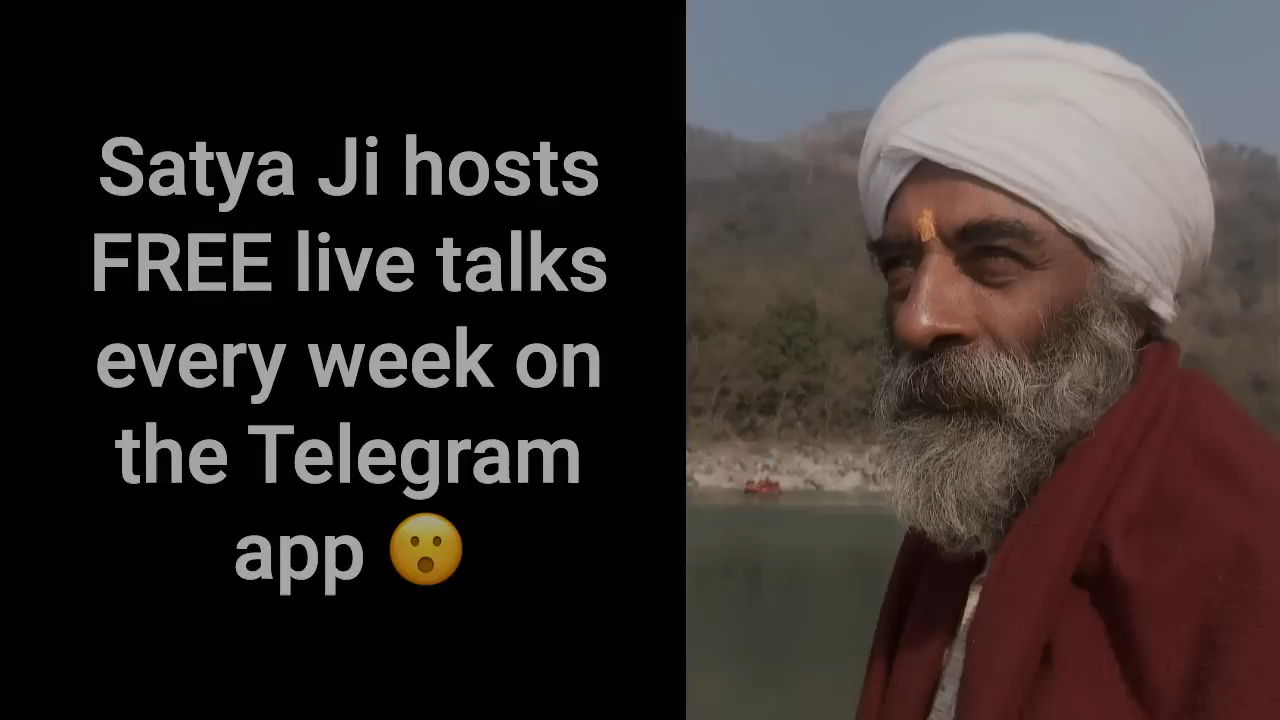 Satya Ji hosts
FREE live talks
every week on
the Telegram
app 😮